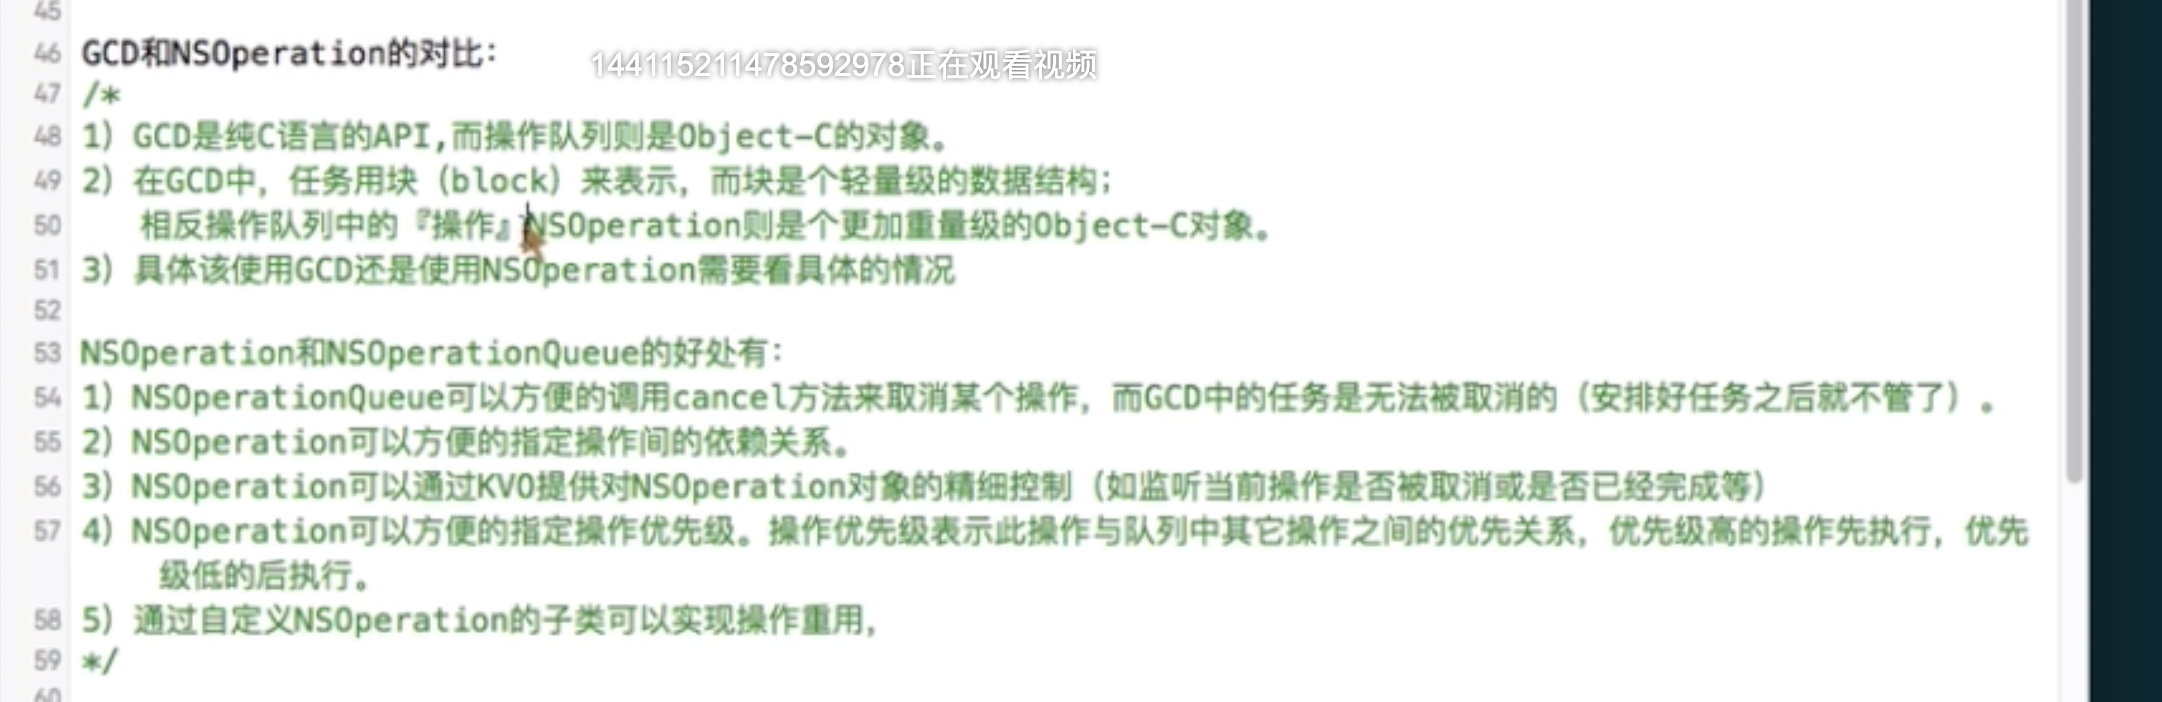 45
46 GCD和NSOperation的对比：
144115211478592978正在观看视频
47 /*
48 1）GCD是纯C语言的API,而操作队列则是Object-C的对象。
49 2）在GCD中，任务用块（block）来表示，而块是个轻量级的数据结构；
50 相反操作队列中的『操作』NSOperation则是个更加重量级的Object-C对象。
51 3）具体该使用GCD还是使用NSOperation需要看具体的情况
52
53 NSOperation和NSOperationQueue的好处有：
54 1）NSOperationQueue可以方便的调用cancel方法来取消某个操作，而GCD中的任务是无法被取消的（安排好任务之后就不管了）。
55 2）NSOperation可以方便的指定操作间的依赖关系。
56 3）NSOperation可以通过KVO提供对NSOperation对象的精细控制（如监听当前操作是否被取消或是否已经完成等）
57 4）NSOperation可以方便的指定操作优先级。操作优先级表示此操作与队列中其它操作之间的优先关系，优先级高的操作先执行，优先
级低的后执行。
58 5）通过自定义NSOperation的子类可以实现操作重用，
59 */
60